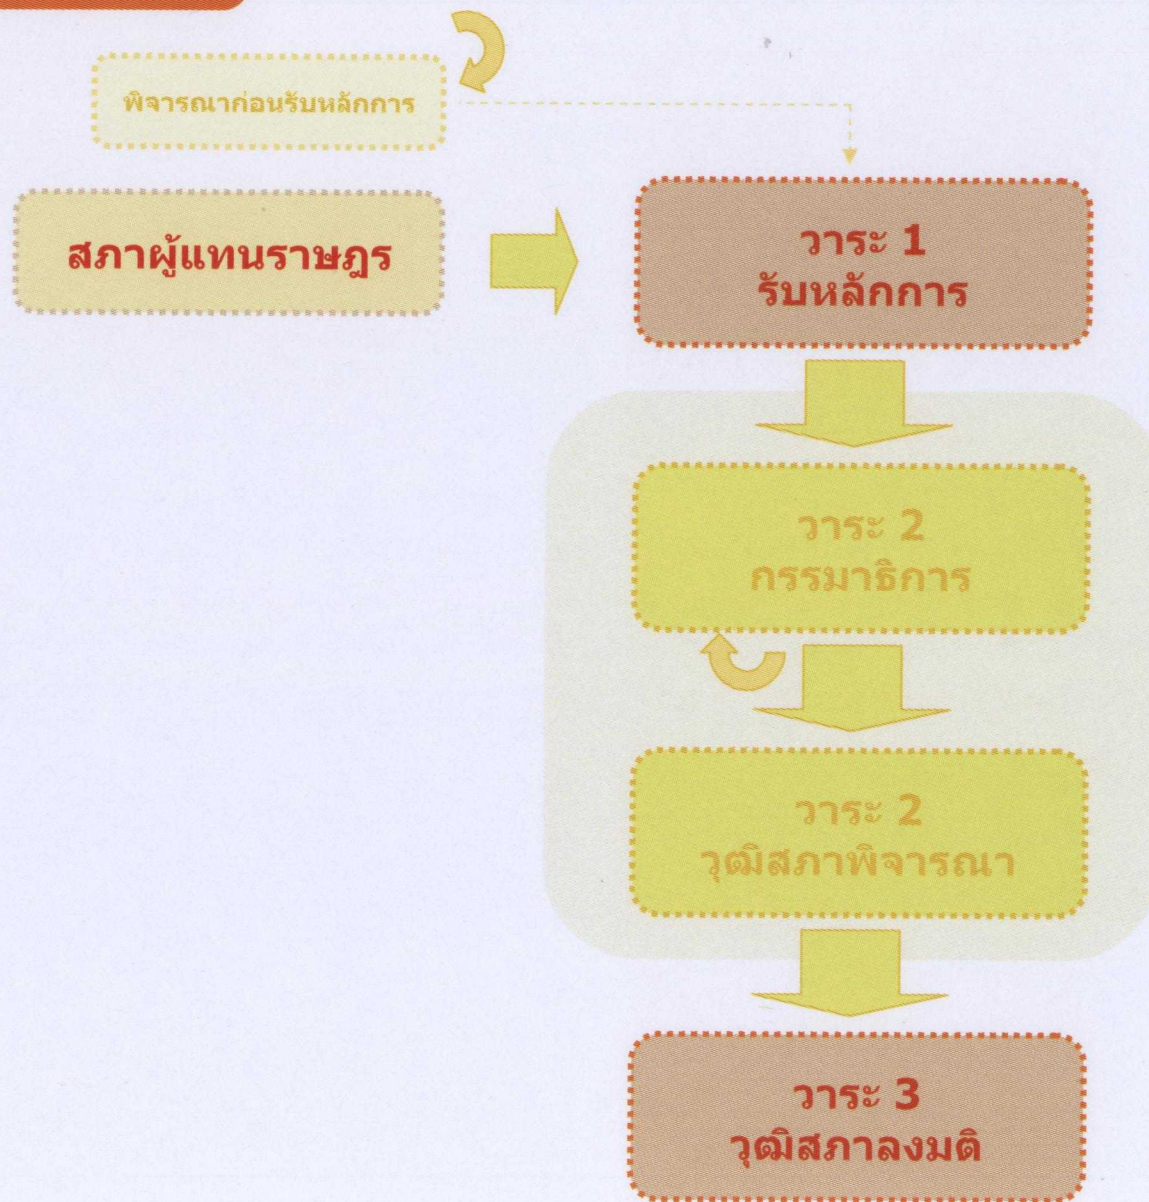 พิจารณาก่อนรับหลักการ
สภาผู้แทนราษฎร
วาระ 1
รับหลักการ
วาระ 2
กรรมาธิการ
วาระ 2
วุฒิสภาพิจารณา
วาระ 3
วุฒิสภาลงมติ